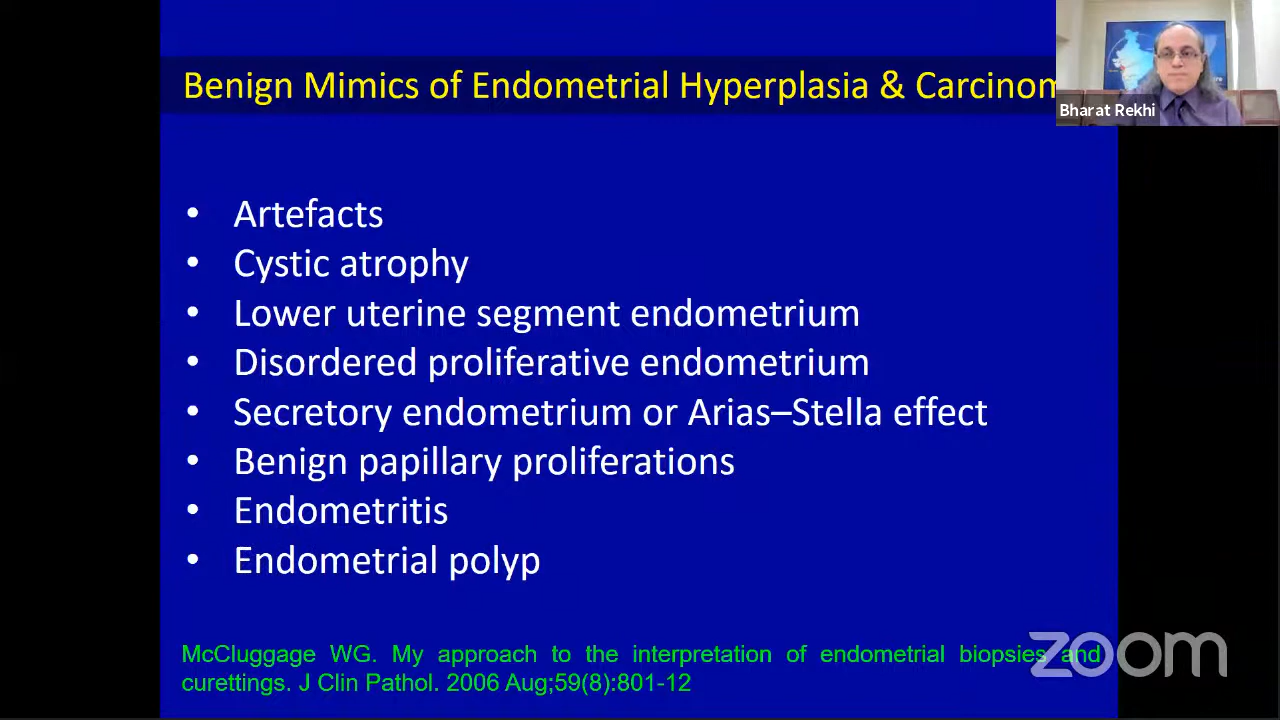 Benign Mimics of Endometrial Hyperplasia & Carcinom
Bharat Rekhi
• Artefacts
• Cystic atrophy
• Lower uterine segment endometrium
• Disordered proliferative endometrium
• Secretory endometrium or Arias–Stella effect
• Benign papillary proliferations
• Endometritis
• Endometrial polyp
McCluggage WG. My approach to the interpretation of endometrial biopsies and
curettings. J Clin Pathol. 2006 Aug;59(8):801-12
zoom